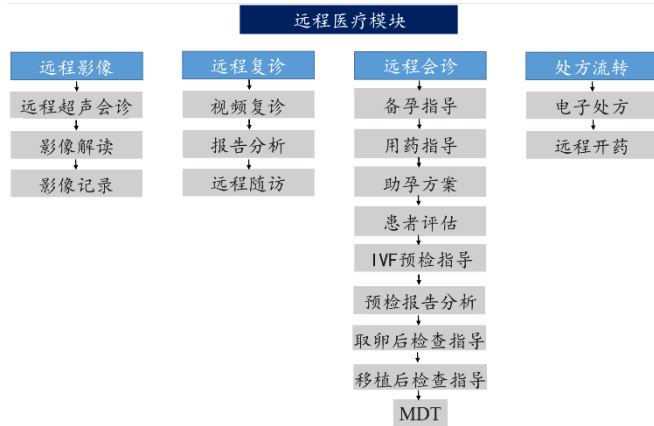 远程医疗模块
远程影像
远程超声会诊
影像解读
影像记录
远程复诊
视频复诊
报告分析
远程随访
远程会诊
备孕指导
用药指导
助孕方案
患者评估
IVF预检指导
预检报告分析
取卵后检查指导
移植后检查指导
MDT
处方流转
电子处方
远程开药